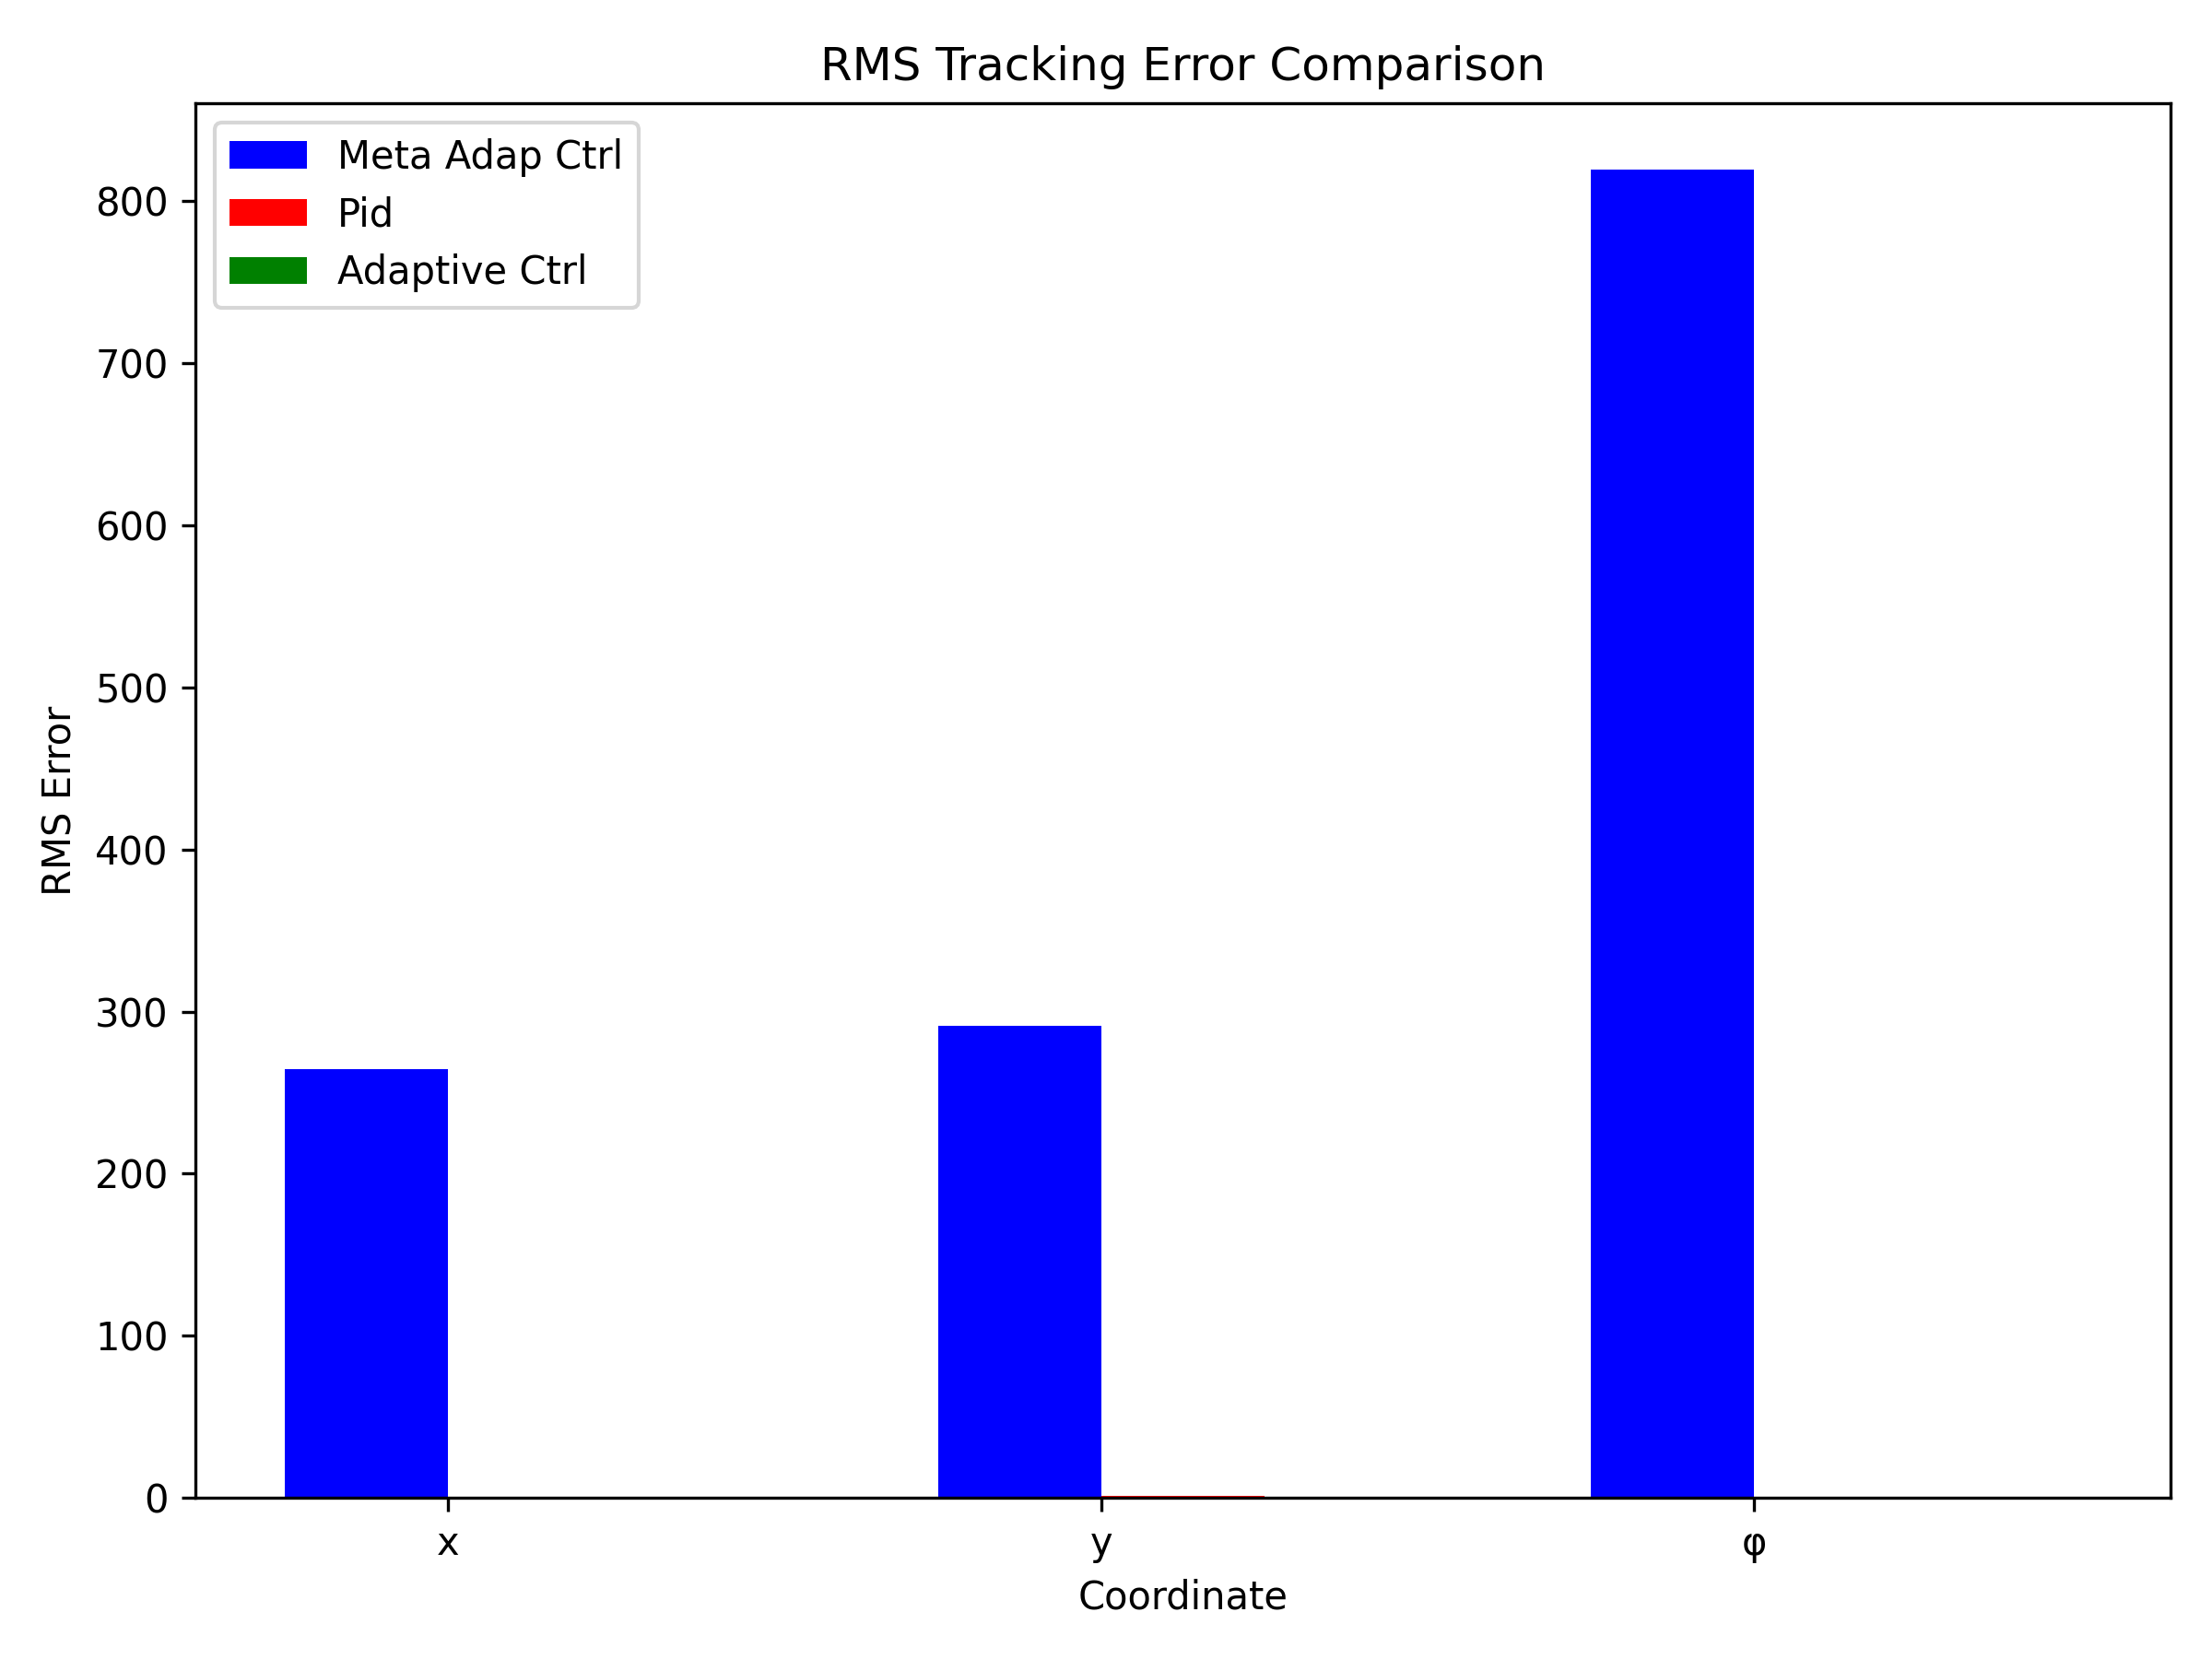 RMS Tracking Error Comparison
Meta Adap Ctrl
Pid
Adaptive Ctrl
800
700
600
500
400
300
200
100
0
RMS Error
x
y
φ
Coordinate